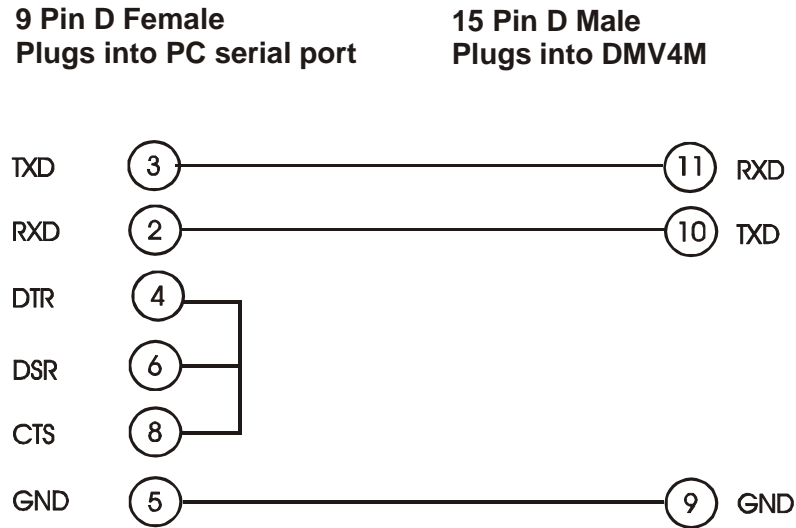 9 Pin D Female
Plugs into PC serial port
15 Pin D Male
Plugs into DMV4M
TXD 3 11 RXD
RXD 2 10 TXD
DTR 4
DSR 6
CTS 8
GND 5 9 GND